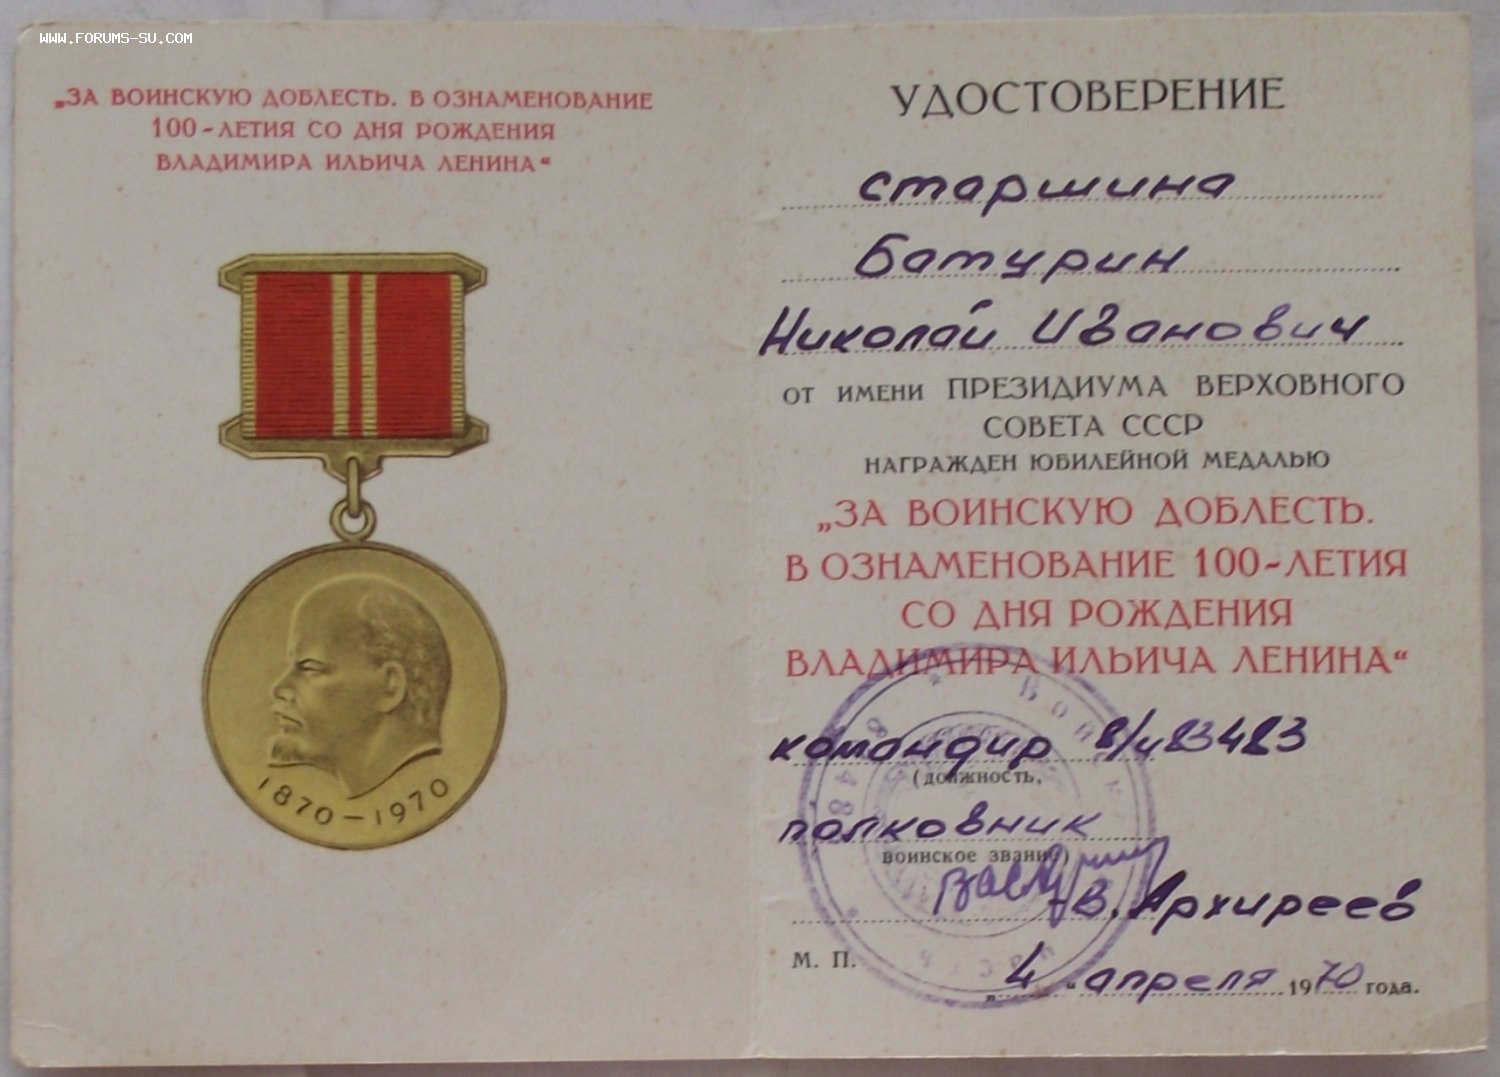 WWW.FORUMS-SU.COM
„ЗА ВОИНСКУЮ ДОБЛЕСТЬ. В ОЗНАМЕНОВАНИЕ
100-ЛЕТИЯ СО ДНЯ РОЖДЕНИЯ
ВЛАДИМИРА ИЛЬИЧА ЛЕНИНА“
1870–1970
УДОСТОВЕРЕНИЕ
старшина
Батурин
Николай Иванович
ОТ ИМЕНИ ПРЕЗИДИУМА ВЕРХОВНОГО
СОВЕТА СССР
НАГРАЖДЕН ЮБИЛЕЙНОЙ МЕДАЛЬЮ
„ЗА ВОИНСКУЮ ДОБЛЕСТЬ.
В ОЗНАМЕНОВАНИЕ 100-ЛЕТИЯ
СО ДНЯ РОЖДЕНИЯ
ВЛАДИМИРА ИЛЬИЧА ЛЕНИНА“
командир в/ч 83483
(должность,
полковник
воинское звание)
В. Архиреев
М. П.
„4“ апреля 1970 года.